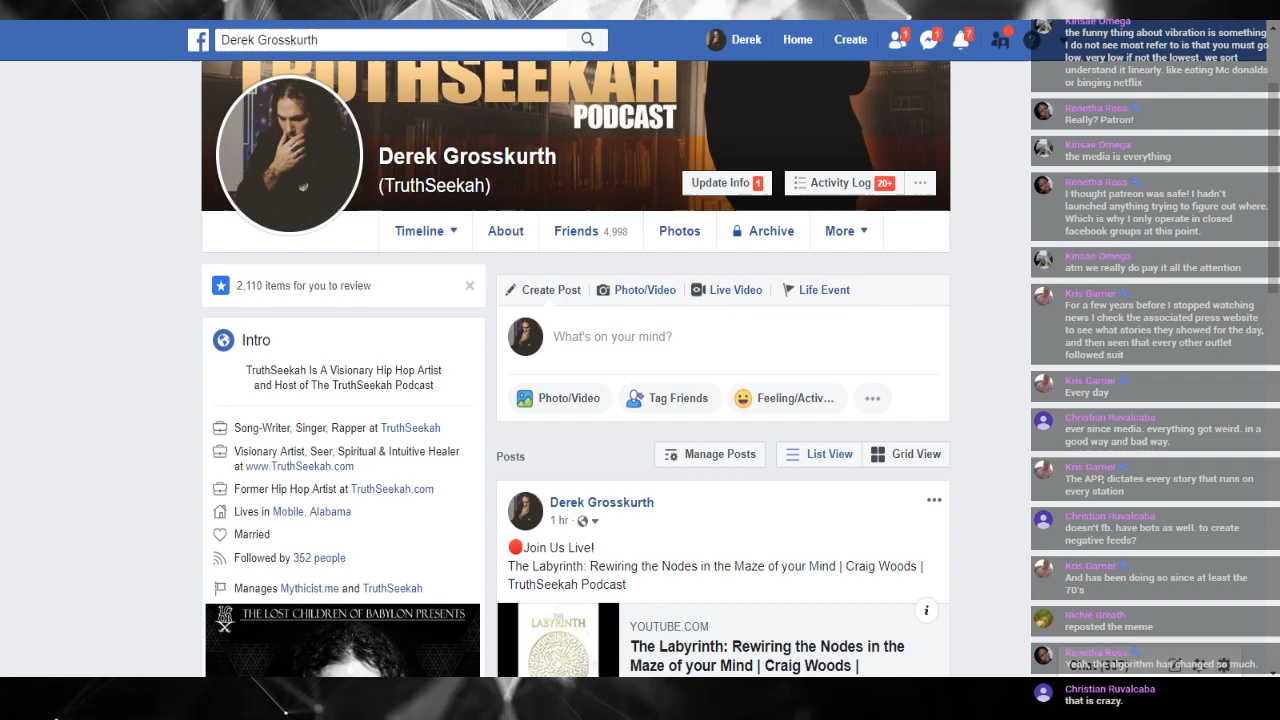 Derek Grosskurth
Derek
Home
Create
1
1
7
TRUTHSEEKAH
PODCAST
Derek Grosskurth
(TruthSeekah)
Update Info 1
Activity Log 20+
Timeline
About
Friends 4,998
Photos
Archive
More
2,110 items for you to review
Intro
TruthSeekah Is A Visionary Hip Hop Artist
and Host of The TruthSeekah Podcast
Song-Writer, Singer, Rapper at TruthSeekah
Visionary Artist, Seer, Spiritual & Intuitive Healer
at www.TruthSeekah.com
Former Hip Hop Artist at TruthSeekah.com
Lives in Mobile, Alabama
Married
Followed by 352 people
Manages Mythicist.me and TruthSeekah
THE LOST CHILDREN OF BABYLON PRESENTS
Create Post
Photo/Video
Live Video
Life Event
What's on your mind?
Photo/Video
Tag Friends
Feeling/Activ...
Posts
Manage Posts
List View
Grid View
Derek Grosskurth
1 hr
Join Us Live!
The Labyrinth: Rewiring the Nodes in the Maze of your Mind | Craig Woods |
TruthSeekah Podcast
LABYRINTH
YOUTUBE.COM
The Labyrinth: Rewiring the Nodes in the
Maze of your Mind | Craig Woods |
Kinsae Omega
the funny thing about vibration is something
I do not see most refer to is that you must go
low, very low if not the lowest. we sort
understand it linearly. like eating Mc donalds
or binging netflix
Renetha Ross
Really? Patron!
Kinsae Omega
the media is everything
Renetha Ross
I thought patreon was safe! I hadn't
launched anything trying to figure out where.
Which is why I only operate in closed
facebook groups at this point.
Kinsae Omega
atm we really do pay it all the attention
Kris Garner
For a few years before I stopped watching
news I check the associated press website
to see what stories they showed for the day,
and then seen that every other outlet
followed suit
Kris Garner
Every day
Christian Ruvalcaba
ever since media. everything got weird. in a
good way and bad way.
Kris Garner
The APP, dictates every story that runs on
every station
Christian Ruvalcaba
doesn't fb. have bots as well. to create
negative feeds?
Kris Garner
And has been doing so since at least the
70's
Richie Breath
reposted the meme
Renetha Ross
Yeah, the algorithm has changed so much.
Christian Ruvalcaba
that is crazy.